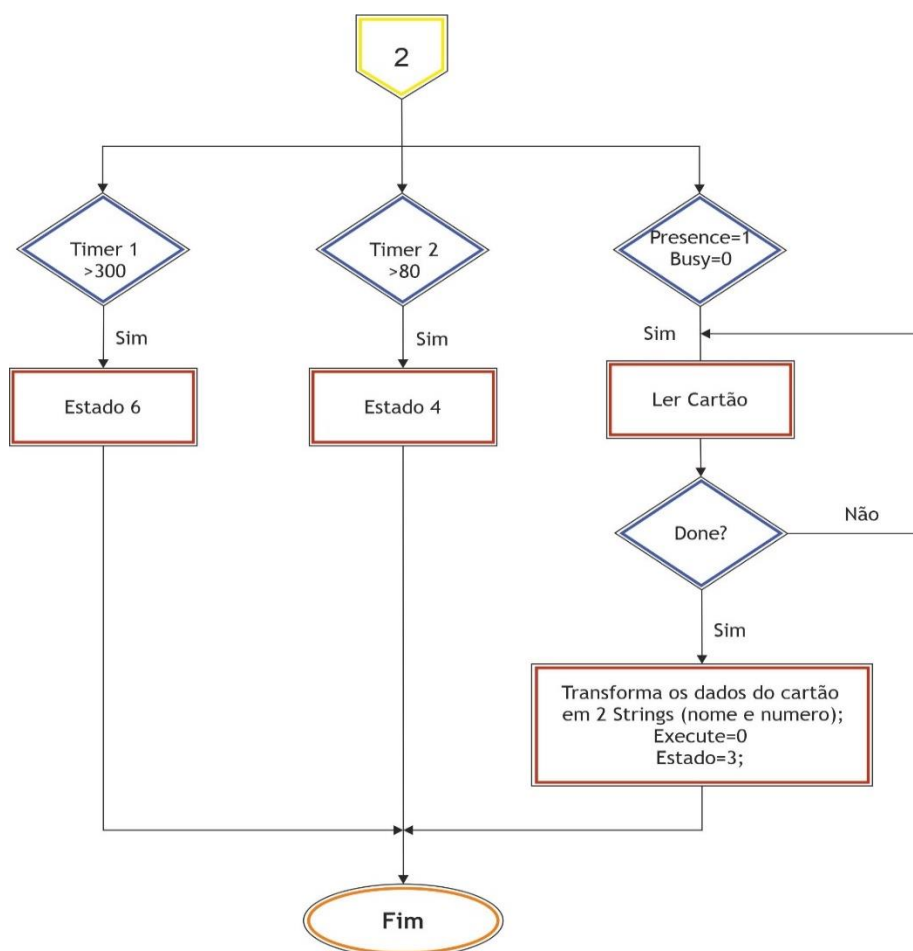 2
Timer 1
>300
Timer 2
>80
Presence=1
Busy=0
Sim
Sim
Sim
Estado 6
Estado 4
Ler Cartão
Done?
Não
Sim
Transforma os dados do cartão
em 2 Strings (nome e numero);
Execute=0
Estado=3;
Fim